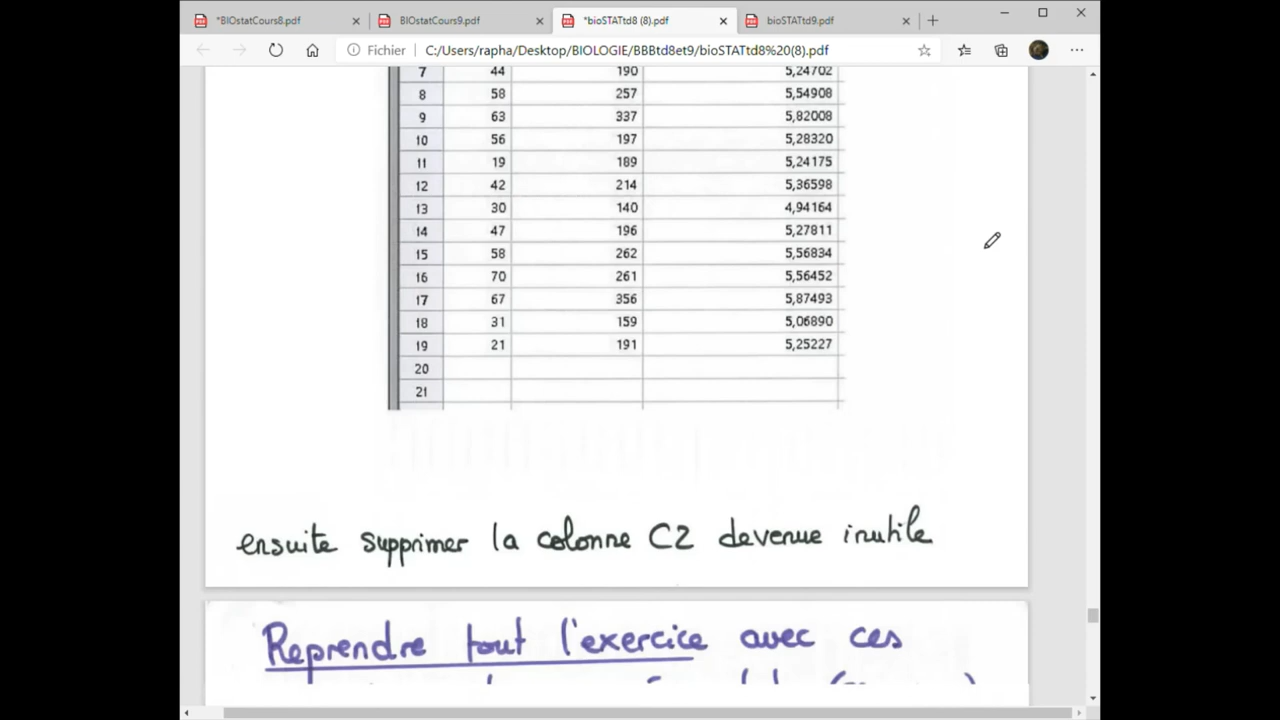 *BIOstatCours8.pdf
BIOstatCours9.pdf
*bioSTATtd8 (8).pdf
bioSTATtd9.pdf
Fichier C:/Users/rapha/Desktop/BIOLOGIE/BBBtd8et9/bioSTATtd8%20(8).pdf
7 44 190 5,24702
8 58 257 5,54908
9 63 337 5,82008
10 56 197 5,28320
11 19 189 5,24175
12 42 214 5,36598
13 30 140 4,94164
14 47 196 5,27811
15 58 262 5,56834
16 70 261 5,56452
17 67 356 5,87493
18 31 159 5,06890
19 21 191 5,25227
20
21
ensuite supprimer la colonne C2 devenue inutile
Reprendre tout l'exercice avec ces